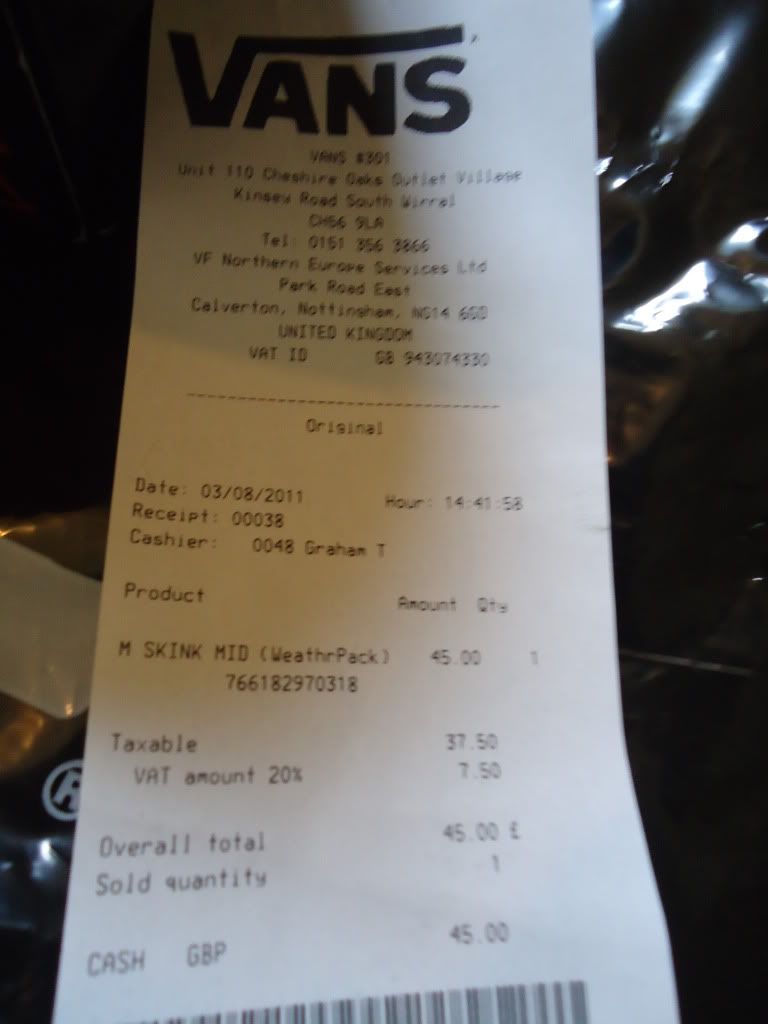 VANS
VANS #301
Unit 110 Cheshire Oaks Outlet Village
Kinsey Road South Wirral
CH66 9LA
Tel: 0151 356 3866
VF Northern Europe Services Ltd
Park Road East
Calverton, Nottingham, NG14 6GD
UNITED KINGDOM
VAT ID GB 943074330
--------------------------------
Original
Date: 03/08/2011 Hour: 14:41:58
Receipt: 00038
Cashier: 0048 Graham T
Product Amount Qty
M SKINK MID (WeathrPack) 45.00 1
766182970318
Taxable 37.50
VAT amount 20% 7.50
Overall total 45.00 £
Sold quantity 1
CASH GBP 45.00
®